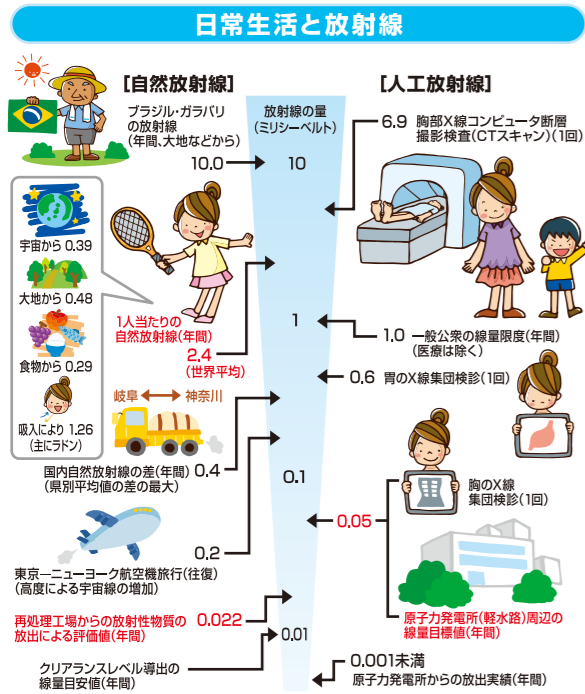 日常生活と放射線
[自然放射線]
ブラジル・ガラパリ
の放射線
(年間、大地などから)
10.0
宇宙から 0.39
大地から 0.48
食物から 0.29
吸入により 1.26
(主にラドン)
1人当たりの
自然放射線(年間)
2.4
(世界平均)
岐阜
神奈川
国内自然放射線の差(年間)
(県別平均値の差の最大)
0.4
0.2
東京―ニューヨーク航空機旅行(往復)
(高度による宇宙線の増加)
再処理工場からの放射性物質の
放出による評価値(年間)
0.022
クリアランスレベル導出の
線量目安値(年間)
放射線の量
(ミリシーベルト)
10
1
0.1
0.01
[人工放射線]
6.9 胸部X線コンピュータ断層
撮影検査(CTスキャン)(1回)
1.0 一般公衆の線量限度(年間)
(医療は除く)
0.6 胃のX線集団検診(1回)
胸のX線
集団検診(1回)
0.05
原子力発電所(軽水路)周辺の
線量目標値(年間)
0.001未満
原子力発電所からの放出実績(年間)